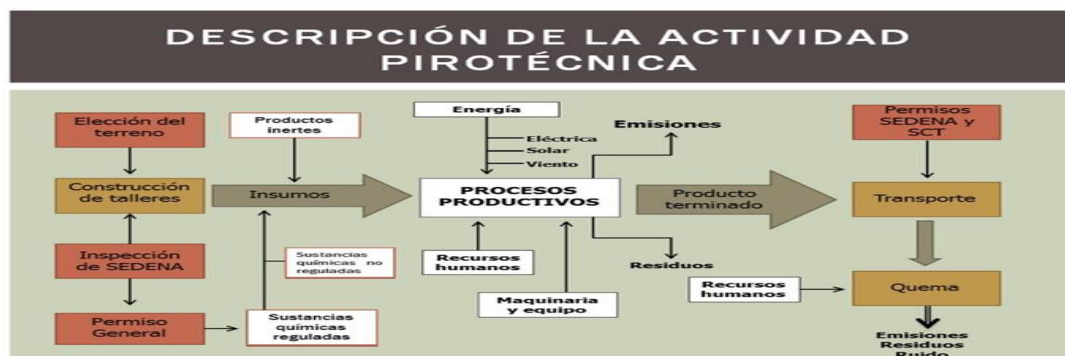 DESCRIPCIÓN DE LA ACTIVIDAD
PIROTÉCNICA
Elección del
terreno
Construcción
de talleres
Inspección
de SEDENA
Permiso
General
Productos
inertes
Insumos
Sustancias
químicas no
reguladas
Sustancias
químicas
reguladas
Energía
Eléctrica
Solar
Viento
PROCESOS
PRODUCTIVOS
Recursos
humanos
Maquinaria
y equipo
Emisiones
Residuos
Producto
terminado
Permisos
SEDENA y
SCT
Transporte
Recursos
humanos
Quema
Emisiones
Residuos
Ruido